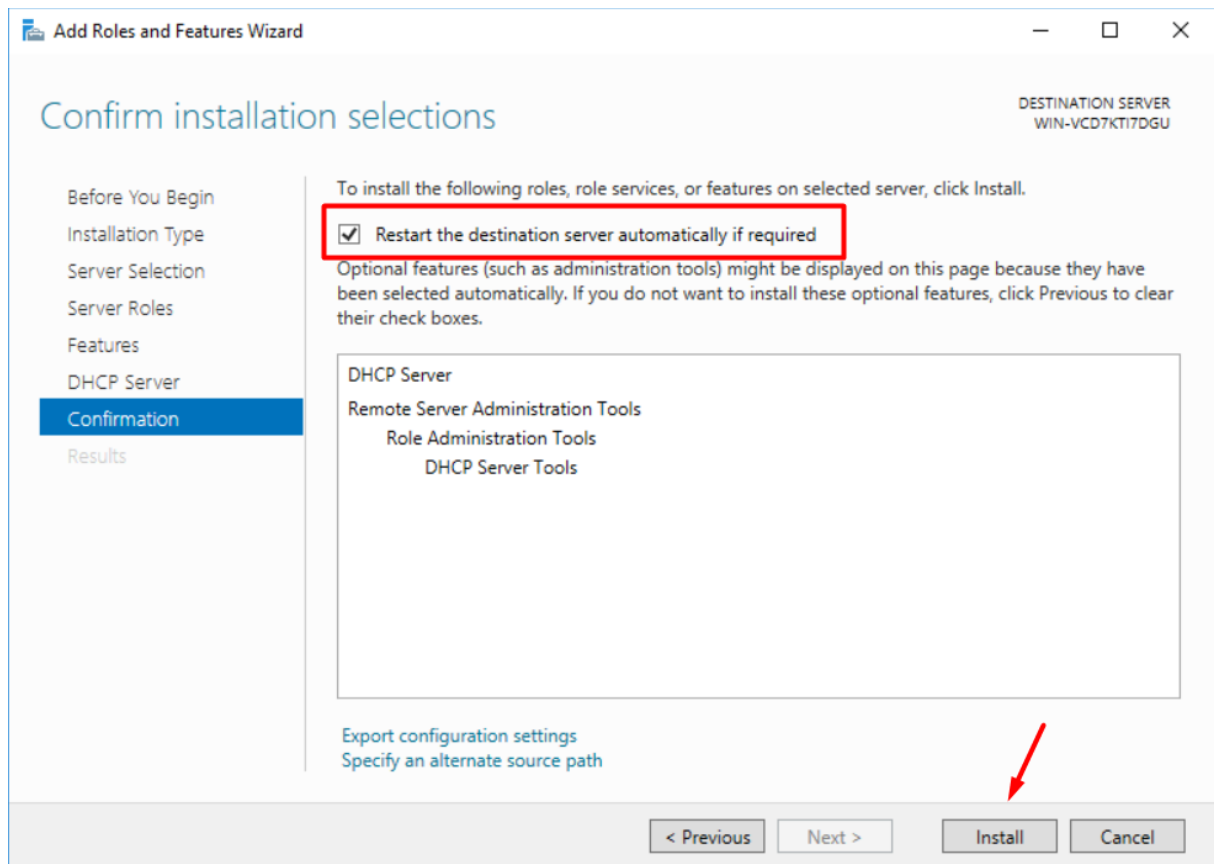 Add Roles and Features Wizard
Confirm installation selections
DESTINATION SERVER
WIN-VCD7KTI7DGU
Before You Begin
Installation Type
Server Selection
Server Roles
Features
DHCP Server
Confirmation
Results
To install the following roles, role services, or features on selected server, click Install.
Restart the destination server automatically if required
Optional features (such as administration tools) might be displayed on this page because they have
been selected automatically. If you do not want to install these optional features, click Previous to clear
their check boxes.
DHCP Server
Remote Server Administration Tools
Role Administration Tools
DHCP Server Tools
Export configuration settings
Specify an alternate source path
< Previous
Next >
Install
Cancel